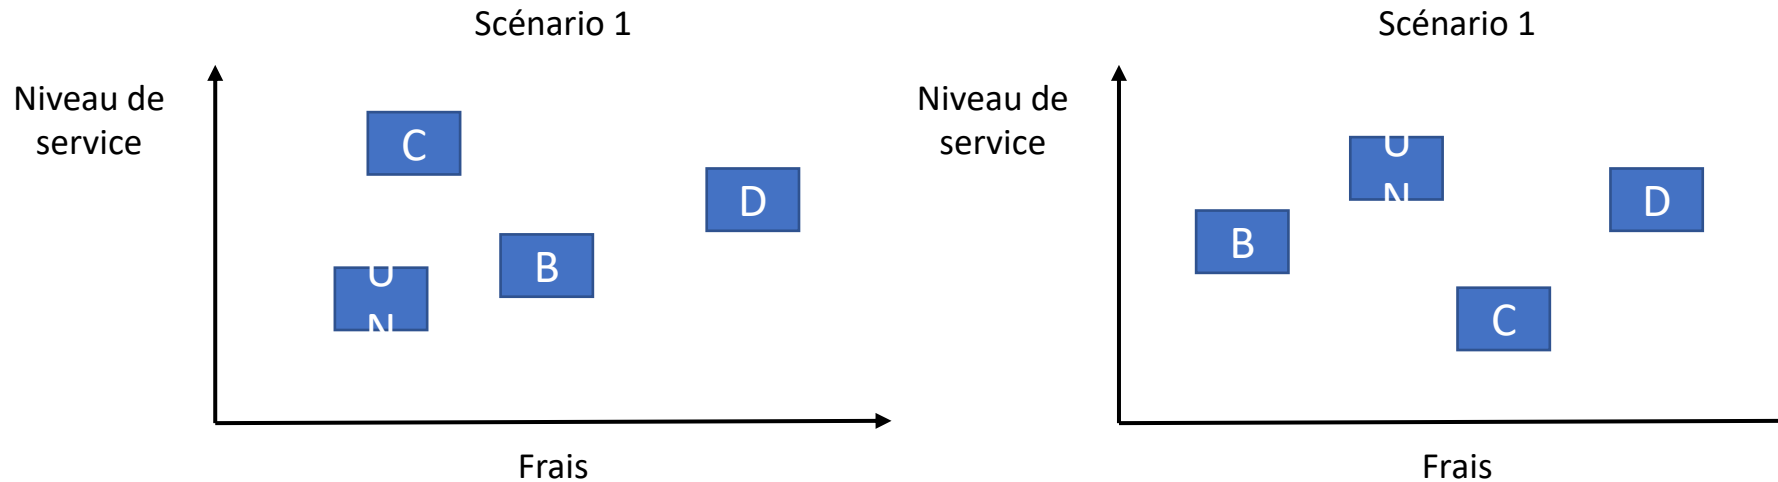 Scénario 1
Niveau de
service
C
D
B
U
N
Frais
Scénario 1
Niveau de
service
U
N
D
B
C
Frais